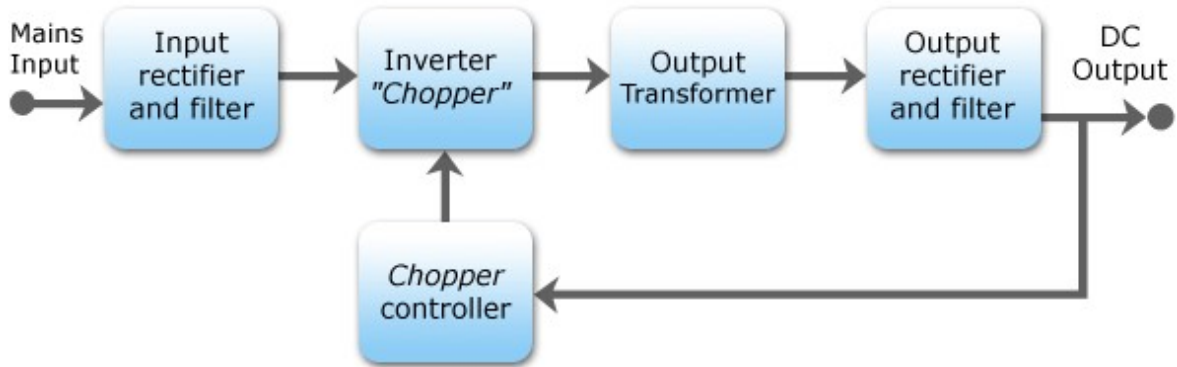 Mains
Input
Input
rectifier
and filter
Inverter
"Chopper"
Output
Transformer
Output
rectifier
and filter
DC
Output
Chopper
controller